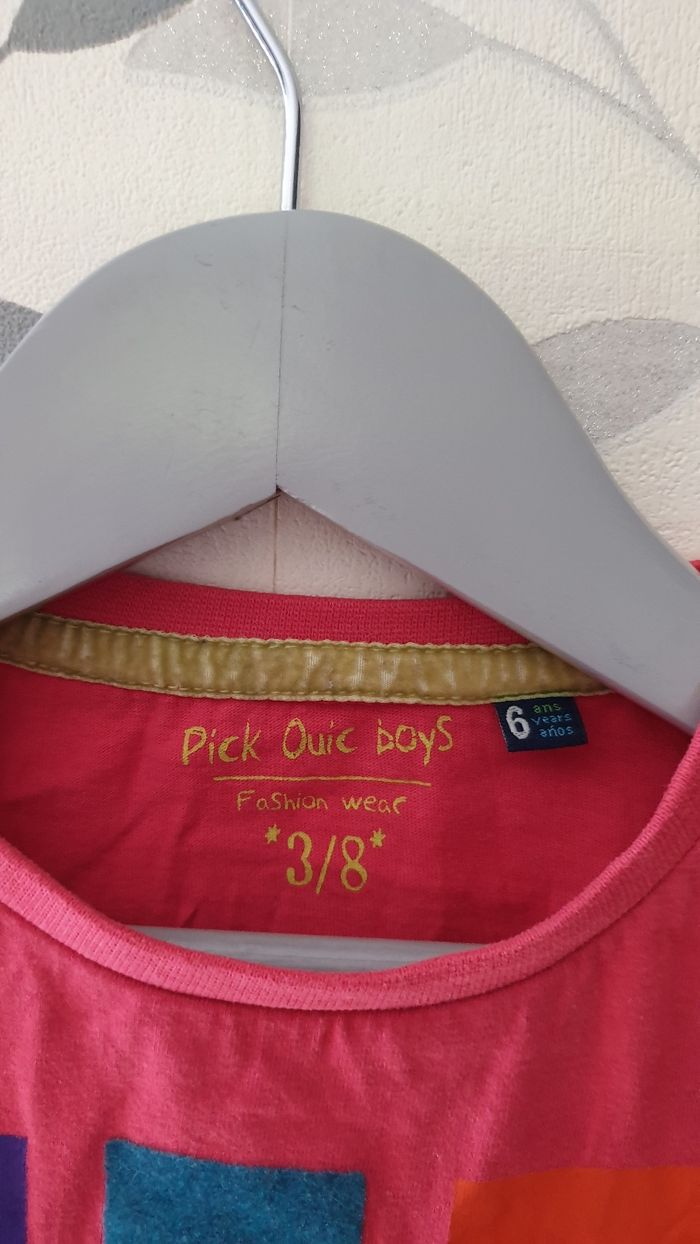 Pick Ouic boys
Fashion wear
*3/8*
6 ans
years
años